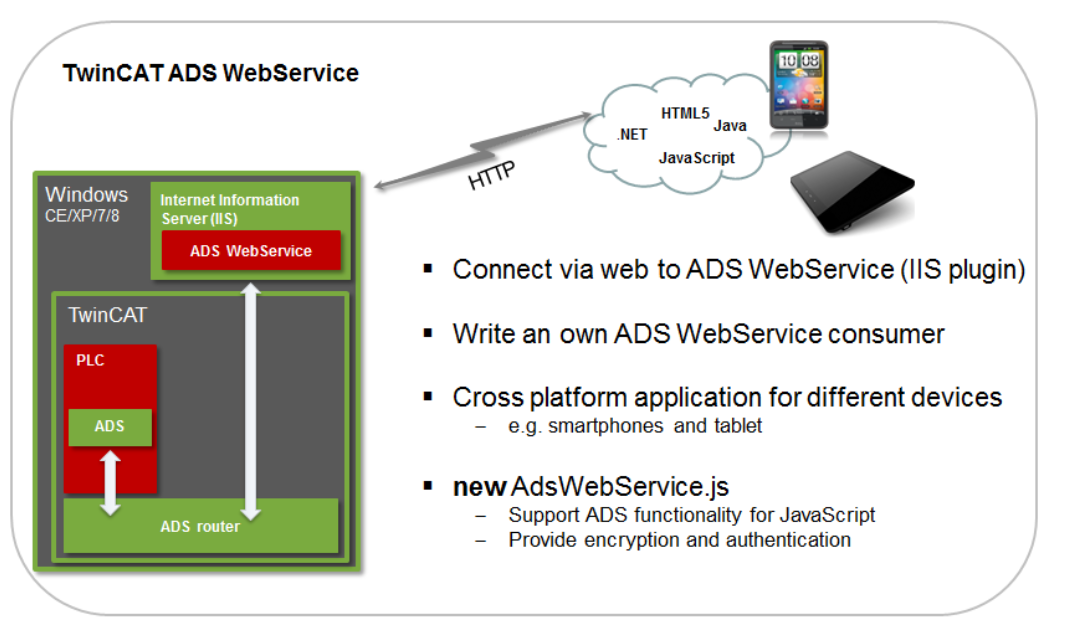 TwinCAT ADS WebService
10 08
HTML5
.NET
Java
JavaScript
HTTP
Windows
CE/XP/7/8
Internet Information
Server (IIS)
ADS WebService
TwinCAT
PLC
ADS
ADS router
▪ Connect via web to ADS WebService (IIS plugin)
▪ Write an own ADS WebService consumer
▪ Cross platform application for different devices
– e.g. smartphones and tablet
▪ new AdsWebService.js
– Support ADS functionality for JavaScript
– Provide encryption and authentication